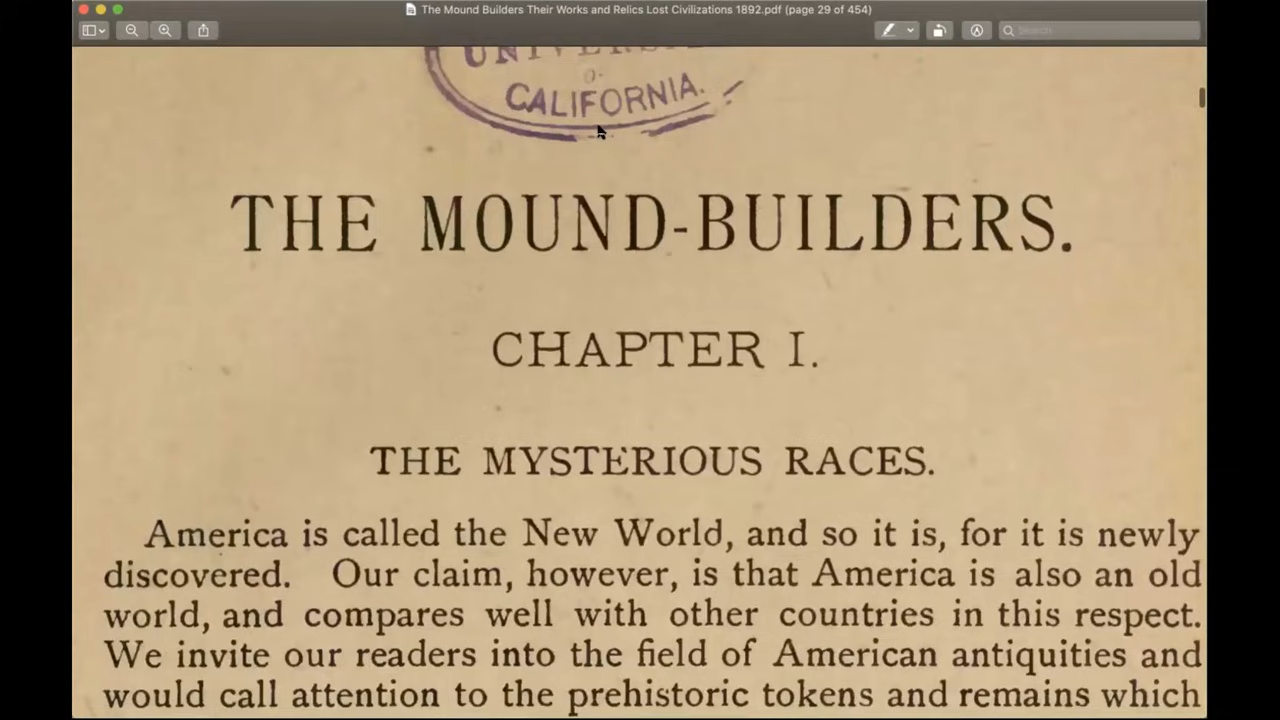 The Mound Builders Their Works and Relics Lost Civilizations 1892.pdf (page 29 of 454)
Search
CALIFORNIA.
THE MOUND-BUILDERS.
CHAPTER I.
THE MYSTERIOUS RACES.
America is called the New World, and so it is, for it is newly
discovered. Our claim, however, is that America is also an old
world, and compares well with other countries in this respect.
We invite our readers into the field of American antiquities and
would call attention to the prehistoric tokens and remains which